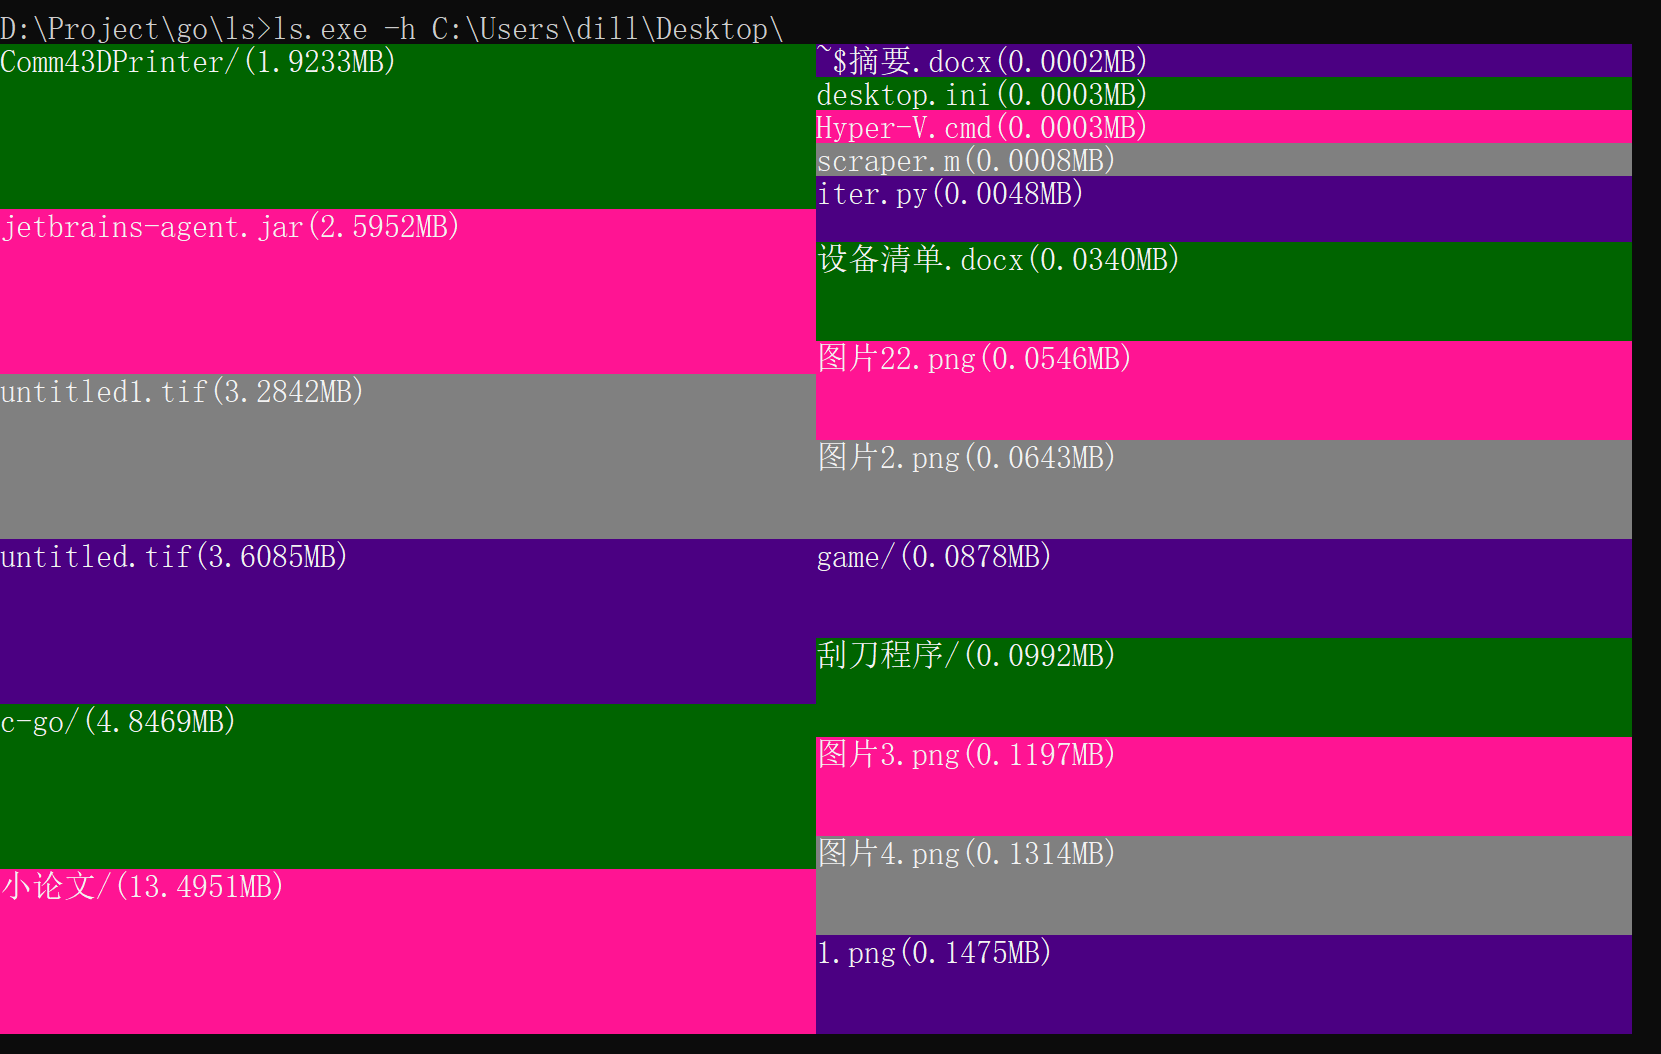 D:\Project\go\ls>ls.exe -h C:\Users\dill\Desktop\
Comm43DPrinter/(1.9233MB)
jetbrains-agent.jar(2.5952MB)
untitled1.tif(3.2842MB)
untitled.tif(3.6085MB)
c-go/(4.8469MB)
小论文/(13.4951MB)
~$摘要.docx(0.0002MB)
desktop.ini(0.0003MB)
Hyper-V.cmd(0.0003MB)
scraper.m(0.0008MB)
iter.py(0.0048MB)
设备清单.docx(0.0340MB)
图片22.png(0.0546MB)
图片2.png(0.0643MB)
game/(0.0878MB)
刮刀程序/(0.0992MB)
图片3.png(0.1197MB)
图片4.png(0.1314MB)
1.png(0.1475MB)